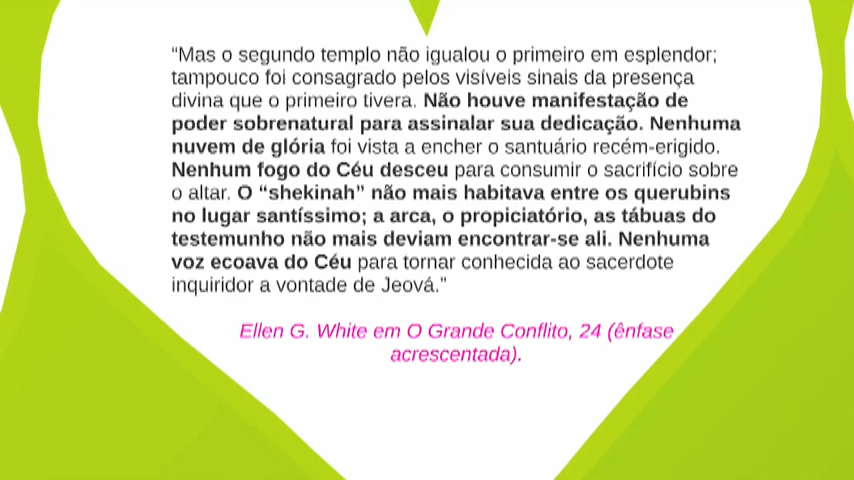 “Mas o segundo templo não igualou o primeiro em esplendor;
tampouco foi consagrado pelos visíveis sinais da presença
divina que o primeiro tivera. Não houve manifestação de
poder sobrenatural para assinalar sua dedicação. Nenhuma
nuvem de glória foi vista a encher o santuário recém-erigido.
Nenhum fogo do Céu desceu para consumir o sacrifício sobre
o altar. O “shekinah” não mais habitava entre os querubins
no lugar santíssimo; a arca, o propiciatório, as tábuas do
testemunho não mais deviam encontrar-se ali. Nenhuma
voz ecoava do Céu para tornar conhecida ao sacerdote
inquiridor a vontade de Jeová."
Ellen G. White em O Grande Conflito, 24 (ênfase
acrescentada).